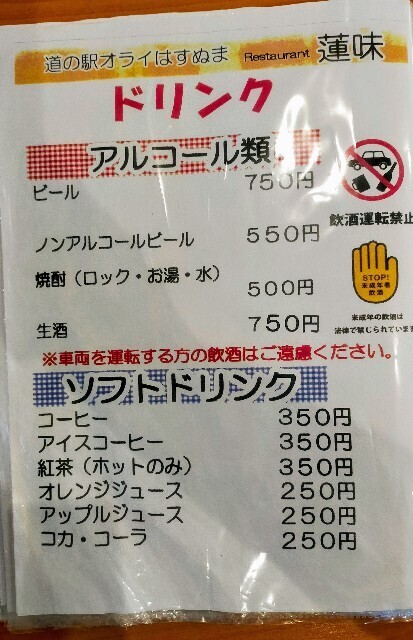 道の駅オライはすぬま Restaurant 蓮味
ドリンク
アルコール類
ビール 750円
ノンアルコールビール 550円
焼酎（ロック・お湯・水） 500円
生酒 750円
飲酒運転禁止
STOP!
未成年者
飲酒
未成年の飲酒は
法律で禁じられています
※車両を運転する方の飲酒はご遠慮ください。
ソフトドリンク
コーヒー 350円
アイスコーヒー 350円
紅茶（ホットのみ） 350円
オレンジジュース 250円
アップルジュース 250円
コカ・コーラ 250円